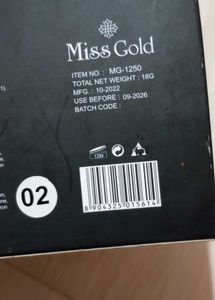 Miss Gold
ITEM NO. : MG-1250
TOTAL NET WEIGHT : 18G
MFG. : 10-2022
USE BEFORE : 09-2026
BATCH CODE :
12M
02
8 904325 015614